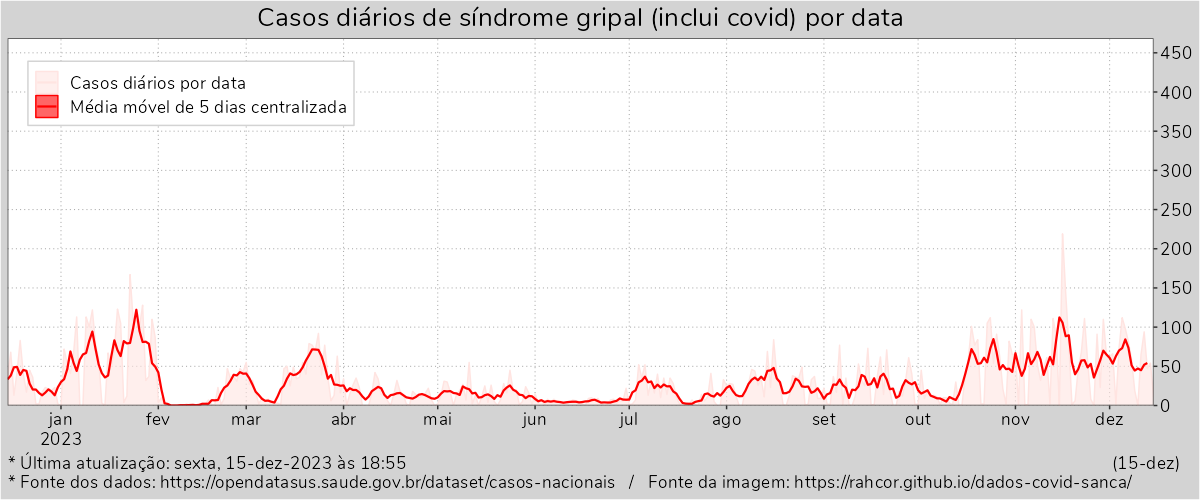 Casos diários de síndrome gripal (inclui covid) por data
Casos diários por data
Média móvel de 5 dias centralizada
450
400
350
300
250
200
150
100
50
0
jan fev mar abr mai jun jul ago set out nov dez
2023
* Última atualização: sexta, 15-dez-2023 às 18:55 (15-dez)
* Fonte dos dados: https://opendatasus.saude.gov.br/dataset/casos-nacionais / Fonte da imagem: https://rahcor.github.io/dados-covid-sanca/